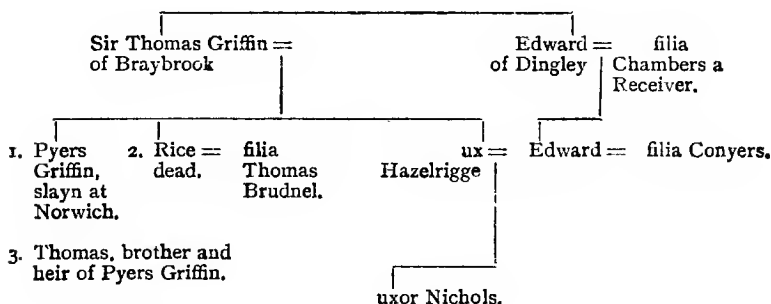 Sir Thomas Griffin =
of Braybrook
Edward = filia
of Dingley Chambers a
Receiver.
1. Pyers
Griffin,
slayn at
Norwich.
2. Rice = filia
dead. Thomas
Brudnel.
ux =
Hazelrigge
Edward = filia Conyers.
3. Thomas, brother and
heir of Pyers Griffin.
uxor Nichols.